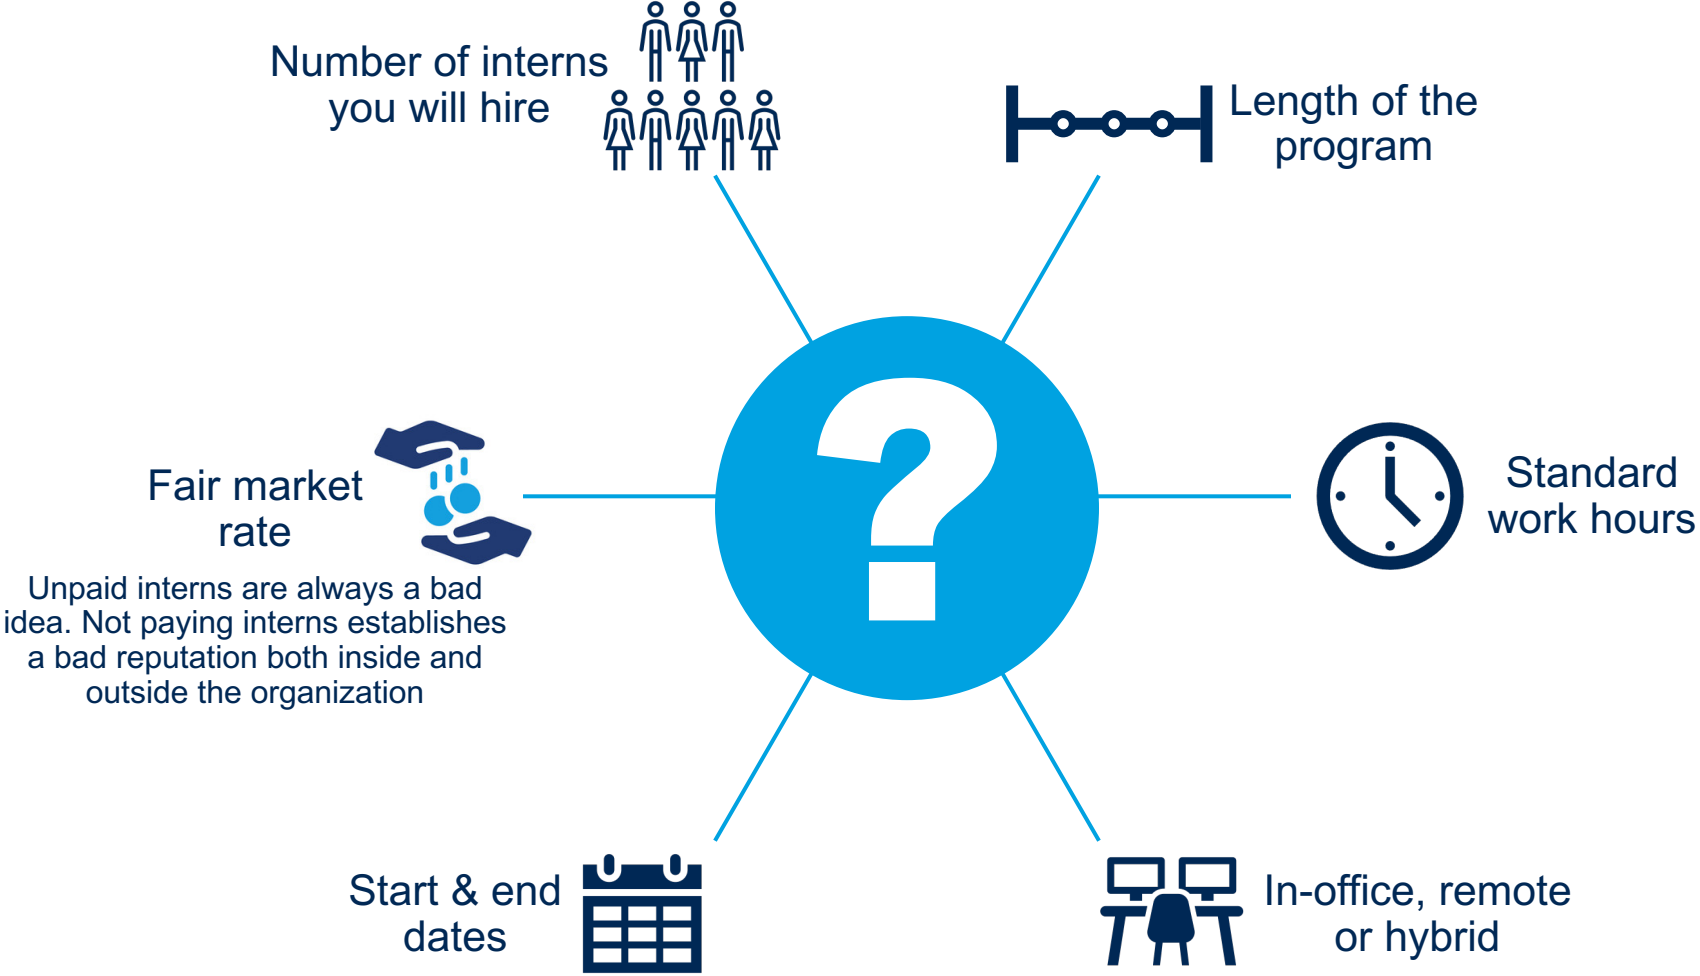 Number of interns
you will hire
Length of the
program
Fair market
rate
Unpaid interns are always a bad
idea. Not paying interns establishes
a bad reputation both inside and
outside the organization
?
Standard
work hours
Start & end
dates
In-office, remote
or hybrid